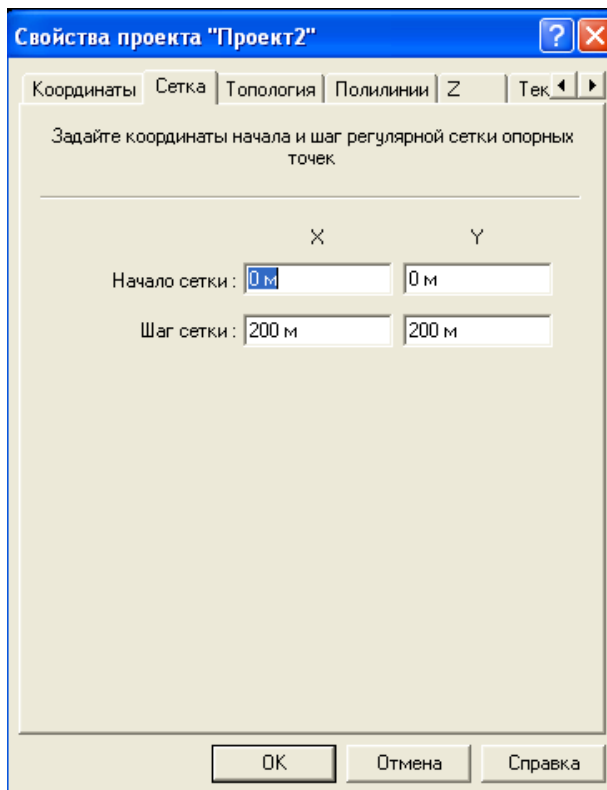 Свойства проекта "Проект2"
Координаты Сетка Топология Полилинии Z Тек
Задайте координаты начала и шаг регулярной сетки опорных
точек
X Y
Начало сетки : 0 м 0 м
Шаг сетки : 200 м 200 м
OK Отмена Справка